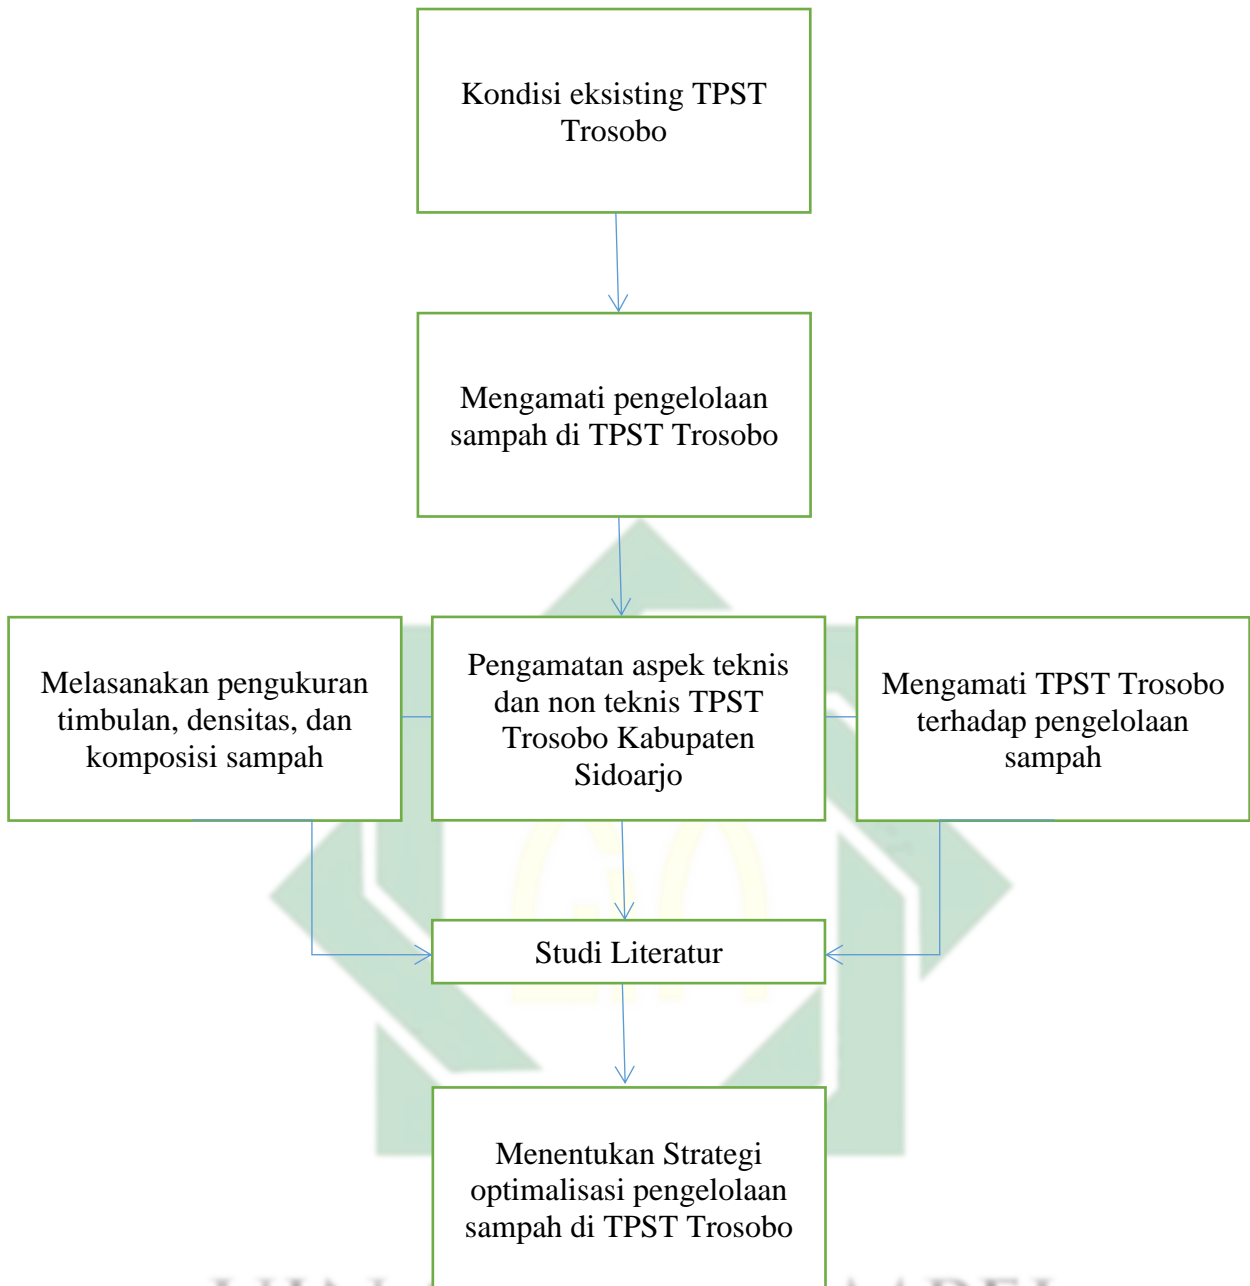 Kondisi eksisting TPST
Trosobo
Mengamati pengelolaan
sampah di TPST Trosobo
Melasanakan pengukuran
timbulan, densitas, dan
komposisi sampah
Pengamatan aspek teknis
dan non teknis TPST
Trosobo Kabupaten
Sidoarjo
Mengamati TPST Trosobo
terhadap pengelolaan
sampah
Studi Literatur
Menentukan Strategi
optimalisasi pengelolaan
sampah di TPST Trosobo